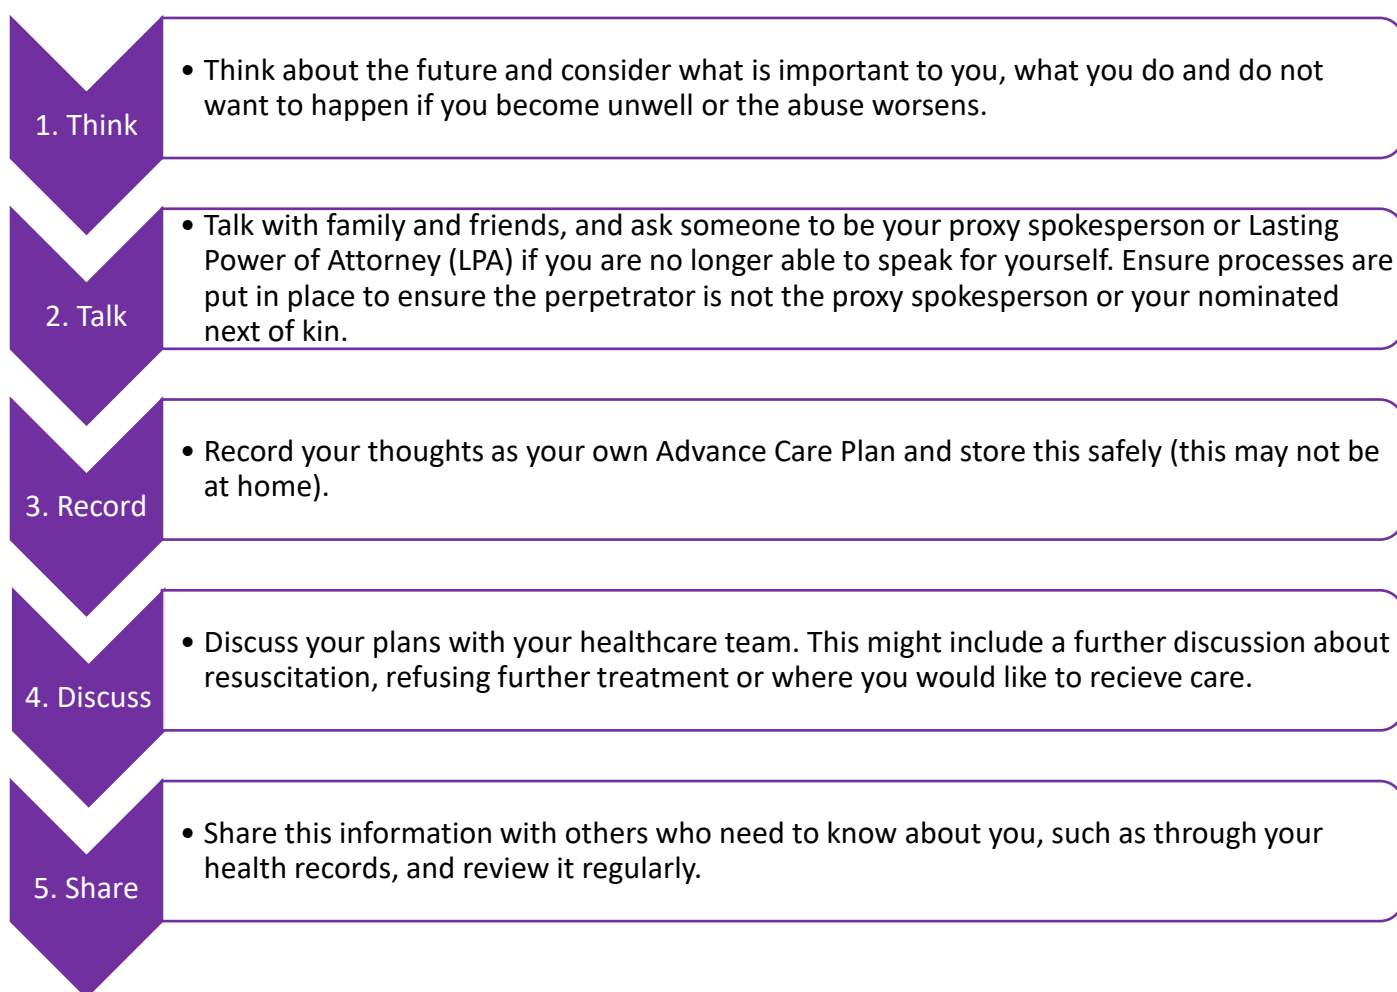 1. Think
• Think about the future and consider what is important to you, what you do and do not
want to happen if you become unwell or the abuse worsens.
2. Talk
• Talk with family and friends, and ask someone to be your proxy spokesperson or Lasting
Power of Attorney (LPA) if you are no longer able to speak for yourself. Ensure processes are
put in place to ensure the perpetrator is not the proxy spokesperson or your nominated
next of kin.
3. Record
• Record your thoughts as your own Advance Care Plan and store this safely (this may not be
at home).
4. Discuss
• Discuss your plans with your healthcare team. This might include a further discussion about
resuscitation, refusing further treatment or where you would like to recieve care.
5. Share
• Share this information with others who need to know about you, such as through your
health records, and review it regularly.